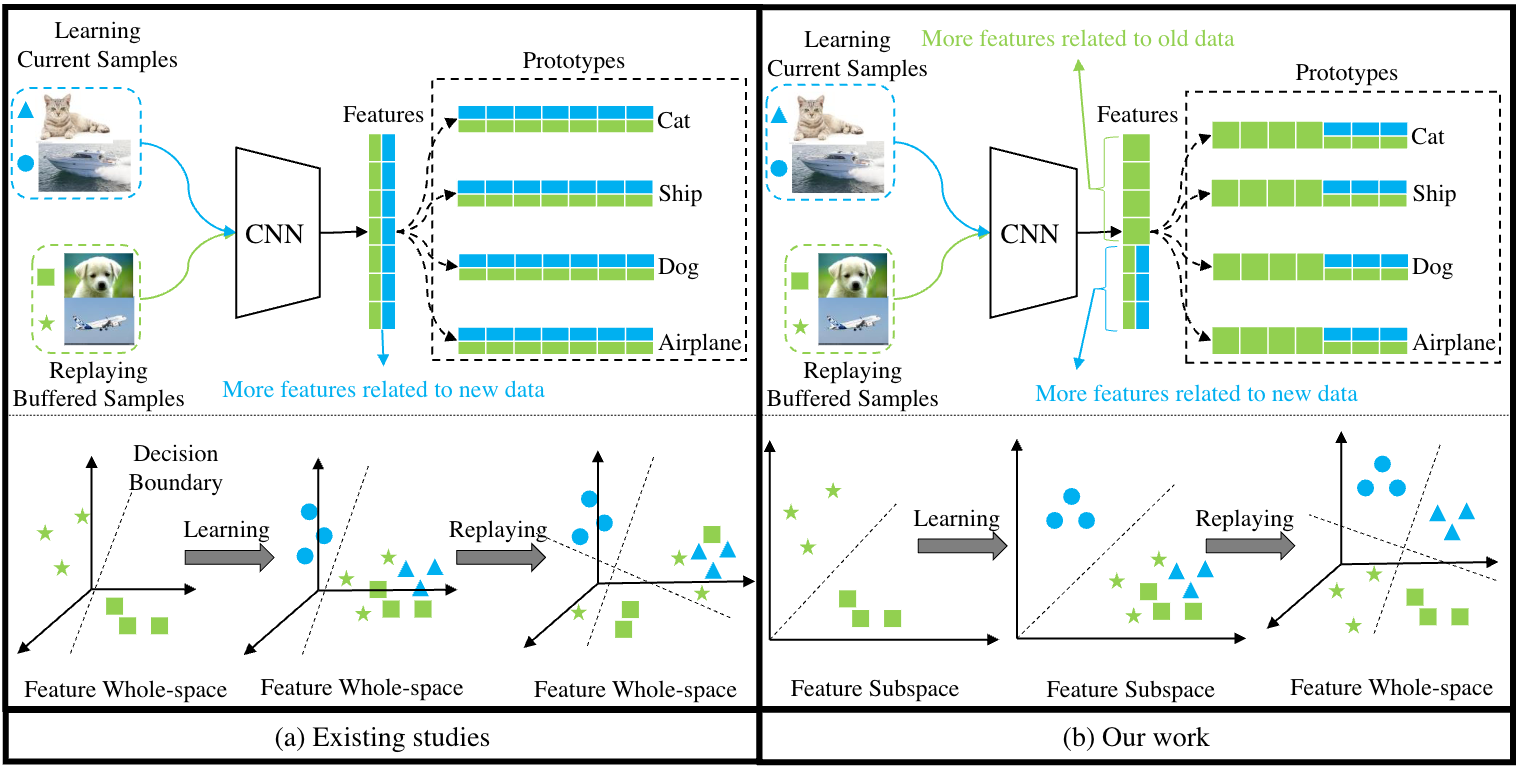 Learning
Current Samples
Features
Prototypes
Cat
Ship
CNN
Dog
Airplane
Replaying
Buffered Samples
More features related to new data
Decision
Boundary
Learning
Replaying
Feature Whole-space
Feature Whole-space
Feature Whole-space
(a) Existing studies
Learning
Current Samples
More features related to old data
Features
Prototypes
Cat
Ship
CNN
Dog
Airplane
Replaying
Buffered Samples
More features related to new data
Learning
Replaying
Feature Subspace
Feature Subspace
Feature Whole-space
(b) Our work